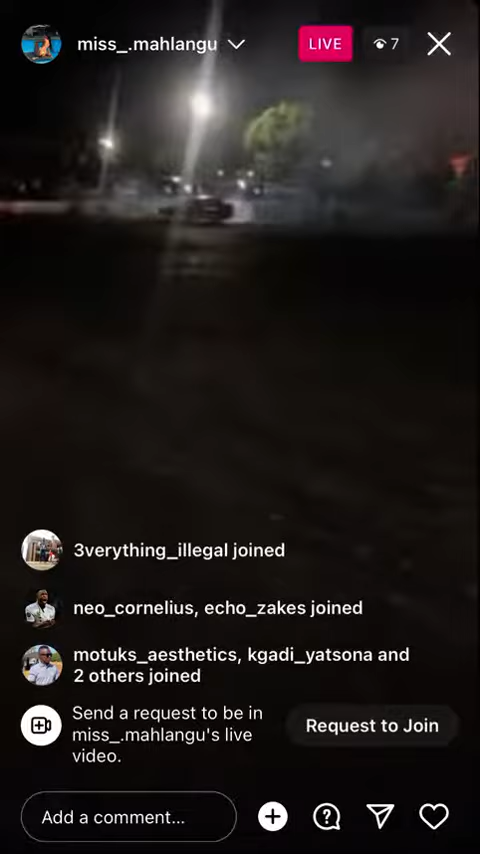 miss_.mahlangu
LIVE
7
3verything_illegal joined
neo_cornelius, echo_zakes joined
motuks_aesthetics, kgadi_yatsona and
2 others joined
Send a request to be in
miss_.mahlangu's live
video.
Request to Join
Add a comment...